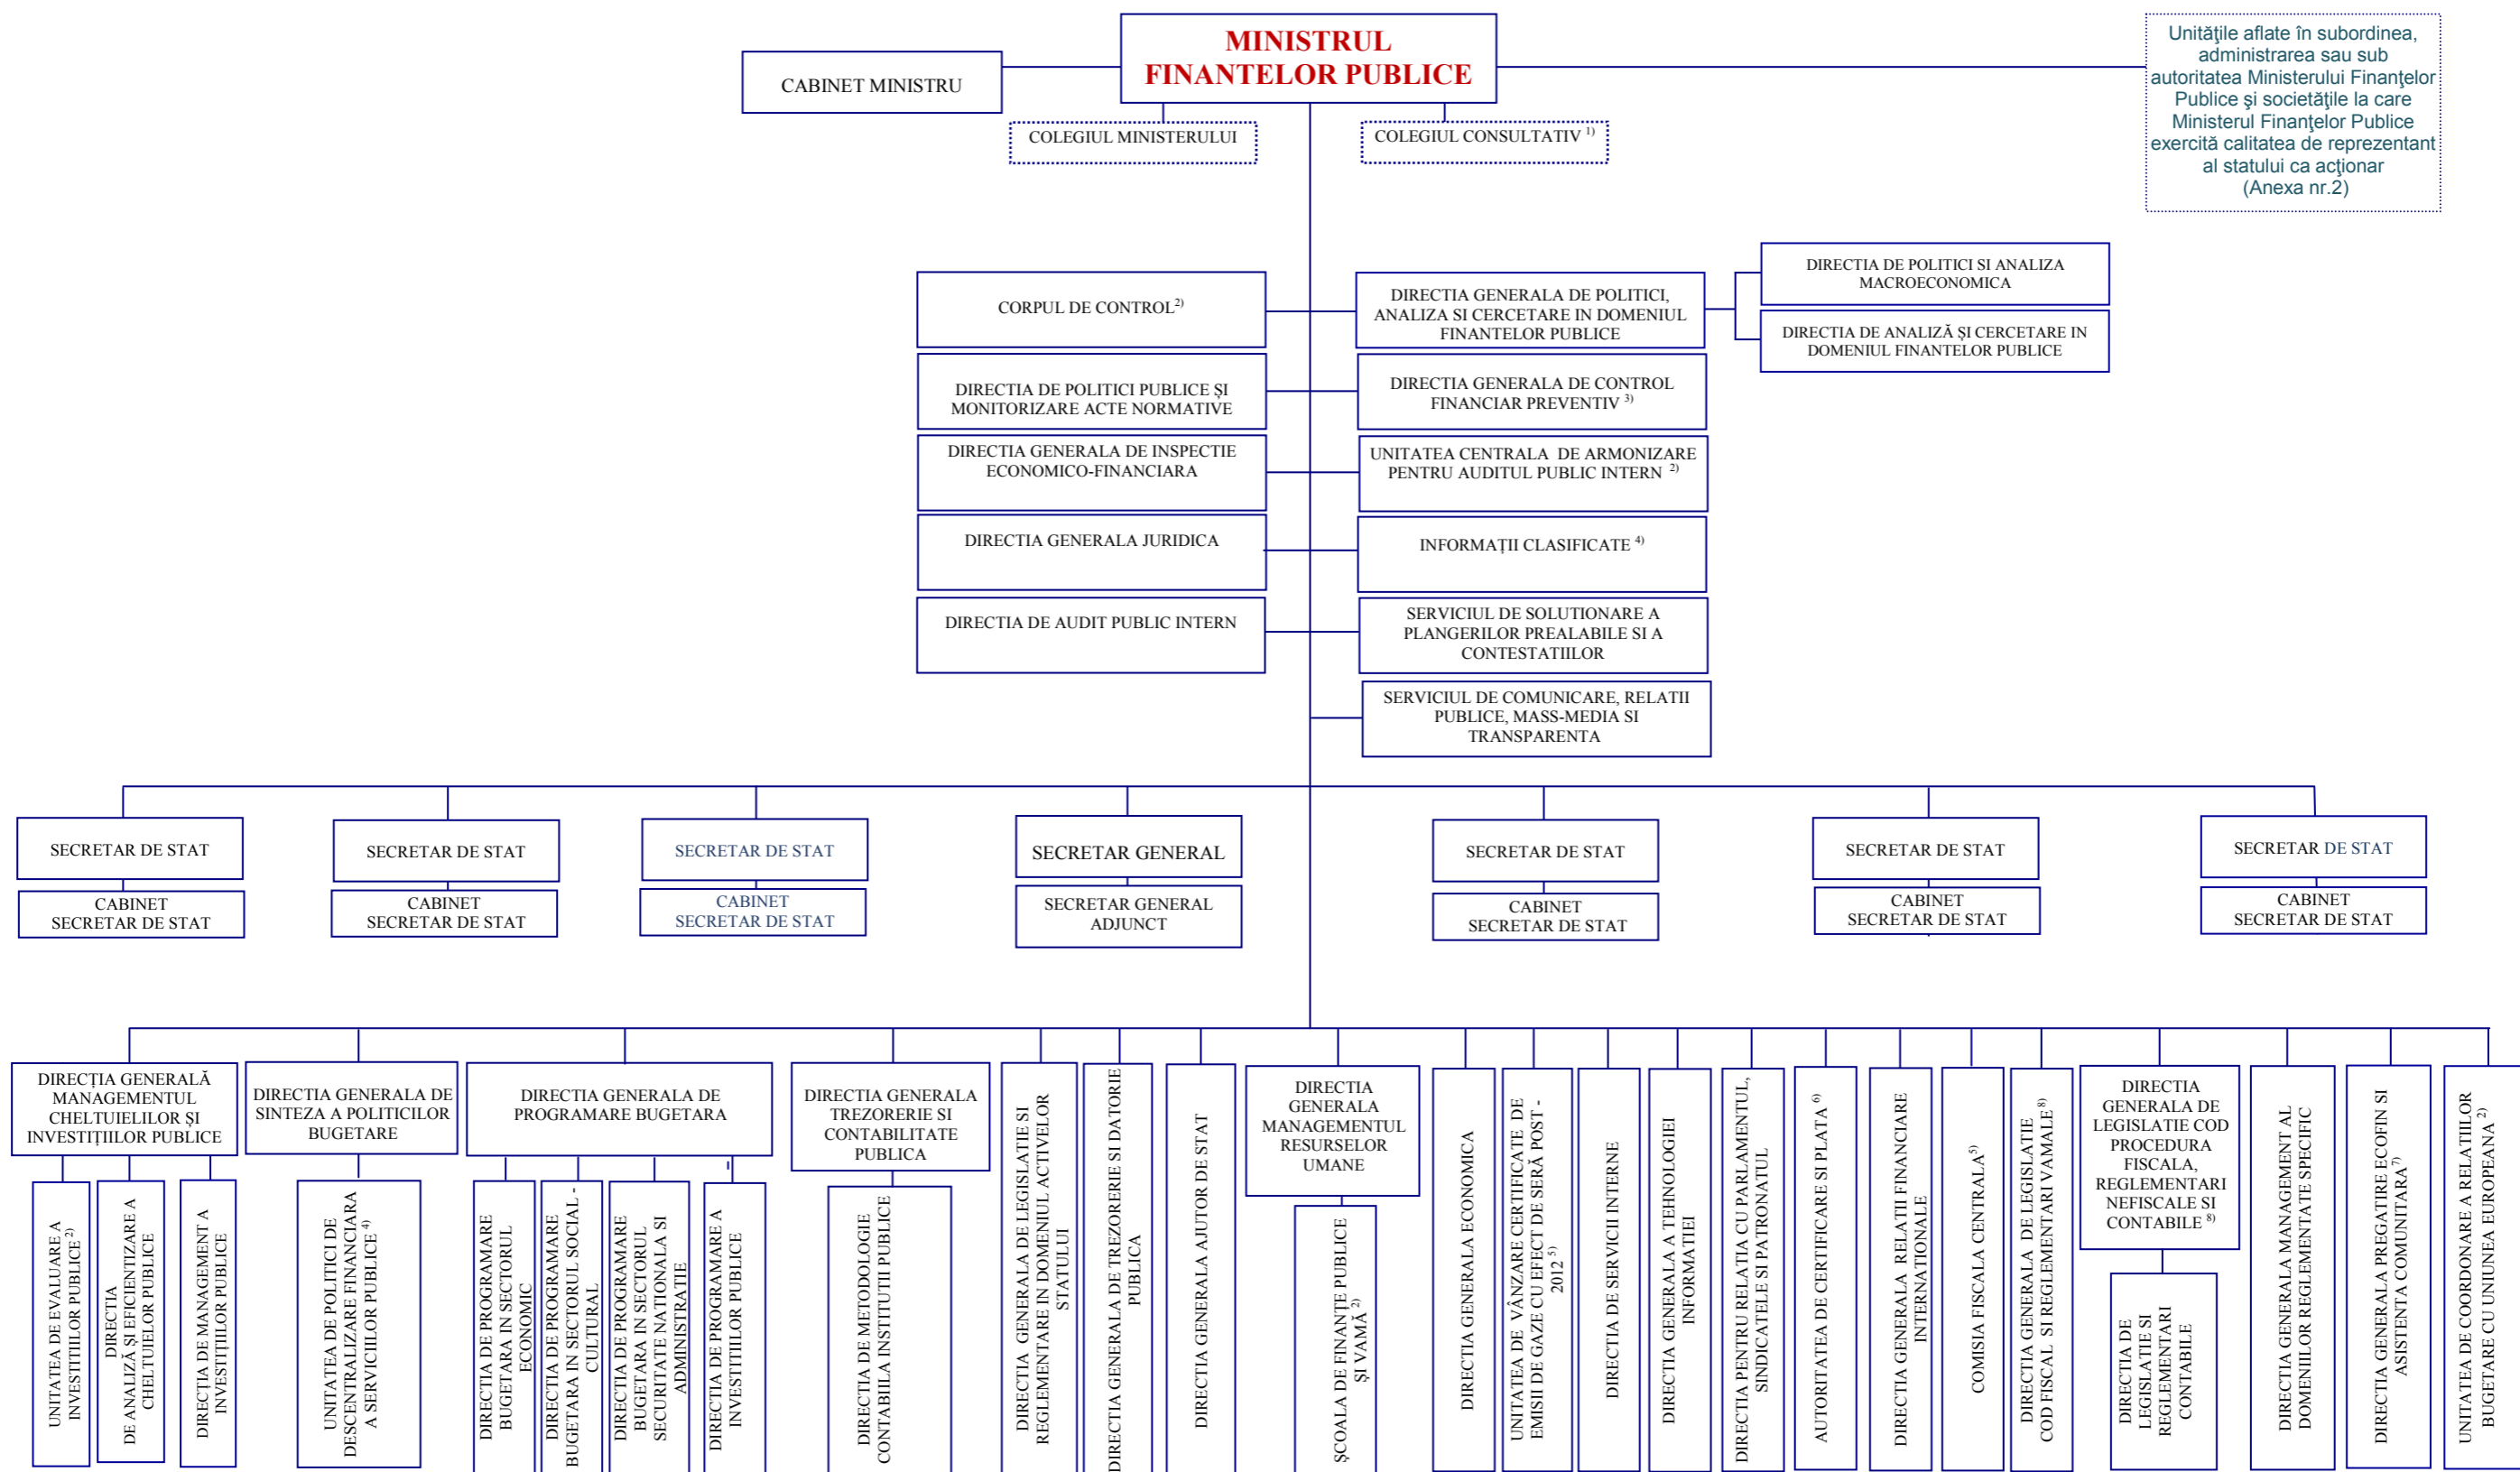 MINISTRUL
FINANTELOR PUBLICE
CABINET MINISTRU
COLEGIUL MINISTERULUI
COLEGIUL CONSULTATIV 1)
Unităţile aflate în subordinea,
administrarea sau sub
autoritatea Ministerului Finanţelor
Publice şi societăţile la care
Ministerul Finanţelor Publice
exercită calitatea de reprezentant
al statului ca acţionar
(Anexa nr.2)
CORPUL DE CONTROL2)
DIRECTIA GENERALA DE POLITICI,
ANALIZA SI CERCETARE IN DOMENIUL
FINANTELOR PUBLICE
DIRECTIA DE POLITICI SI ANALIZA
MACROECONOMICA
DIRECTIA DE ANALIZĂ ŞI CERCETARE IN
DOMENIUL FINANTELOR PUBLICE
DIRECTIA DE POLITICI PUBLICE ŞI
MONITORIZARE ACTE NORMATIVE
DIRECTIA GENERALA DE CONTROL
FINANCIAR PREVENTIV 3)
DIRECTIA GENERALA DE INSPECTIE
ECONOMICO-FINANCIARA
UNITATEA CENTRALA DE ARMONIZARE
PENTRU AUDITUL PUBLIC INTERN 2)
DIRECTIA GENERALA JURIDICA
INFORMAȚII CLASIFICATE 4)
DIRECTIA DE AUDIT PUBLIC INTERN
SERVICIUL DE SOLUTIONARE A
PLANGERILOR PREALABILE SI A
CONTESTATIILOR
SERVICIUL DE COMUNICARE, RELATII
PUBLICE, MASS-MEDIA SI
TRANSPARENTA
SECRETAR DE STAT
CABINET
SECRETAR DE STAT
SECRETAR DE STAT
CABINET
SECRETAR DE STAT
SECRETAR DE STAT
CABINET
SECRETAR DE STAT
SECRETAR GENERAL
SECRETAR GENERAL
ADJUNCT
SECRETAR DE STAT
CABINET
SECRETAR DE STAT
SECRETAR DE STAT
CABINET
SECRETAR DE STAT
SECRETAR DE STAT
CABINET
SECRETAR DE STAT
DIRECȚIA GENERALĂ
MANAGEMENTUL
CHELTUIELILOR ȘI
INVESTIȚIILOR PUBLICE
UNITATEA DE EVALUARE A
INVESTITIILOR PUBLICE 2)
DIRECTIA
DE ANALIZĂ ŞI EFICIENTIZARE A
CHELTUIELOR PUBLICE
DIRECTIA DE MANAGEMENT A
INVESTIȚIILOR PUBLICE
DIRECTIA GENERALA DE
SINTEZA A POLITICILOR
BUGETARE
UNITATEA DE POLITICI DE
DESCENTRALIZARE FINANCIARA
A SERVICIILOR PUBLICE 4)
DIRECTIA GENERALA DE
PROGRAMARE BUGETARA
DIRECTIA DE PROGRAMARE
BUGETARA IN SECTORUL
ECONOMIC
DIRECTIA DE PROGRAMARE
BUGETARA IN SECTORUL SOCIAL -
CULTURAL
DIRECTIA DE PROGRAMARE
BUGETARA IN SECTORUL
SECURITATE NATIONALA SI
ADMINISTRATIE
DIRECTIA DE PROGRAMARE A
INVESTITIILOR PUBLICE
DIRECTIA GENERALA
TREZORERIE SI
CONTABILITATE
PUBLICA
DIRECTIA DE METODOLOGIE
CONTABILA INSTITUTII PUBLICE
DIRECTIA GENERALA DE LEGISLATIE SI
REGLEMENTARE IN DOMENIUL ACTIVELOR
STATULUI
DIRECTIA GENERALA DE TREZORERIE SI DATORIE
PUBLICA
DIRECTIA GENERALA AJUTOR DE STAT
DIRECTIA
GENERALA
MANAGEMENTUL
RESURSELOR
UMANE
ŞCOALA DE FINANŢE PUBLICE
ŞI VAMĂ 2)
DIRECTIA GENERALA ECONOMICA
UNITATEA DE VÂNZARE CERTIFICATE DE
EMISII DE GAZE CU EFECT DE SERĂ POST -
2012 5)
DIRECTIA DE SERVICII INTERNE
DIRECTIA GENERALA A TEHNOLOGIEI
INFORMATIEI
DIRECTIA PENTRU RELATIA CU PARLAMENTUL,
SINDICATELE SI PATRONATUL
AUTORITATEA DE CERTIFICARE SI PLATA 6)
DIRECTIA GENERALA RELATII FINANCIARE
INTERNATIONALE
COMISIA FISCALA CENTRALA5)
DIRECTIA GENERALA DE LEGISLATIE
COD FISCAL SI REGLEMENTARI VAMALE 8)
DIRECTIA
GENERALA DE
LEGISLATIE COD
PROCEDURA
FISCALA,
REGLEMENTARI
NEFISCALE SI
CONTABILE 8)
DIRECTIA DE
LEGISLATIE SI
REGLEMENTARI
CONTABILE
DIRECTIA GENERALA MANAGEMENT AL
DOMENIILOR REGLEMENTATE SPECIFIC
DIRECTIA GENERALA PREGATIRE ECOFIN SI
ASISTENTA COMUNITARA7)
UNITATEA DE COORDONARE A RELATIILOR
BUGETARE CU UNIUNEA EUROPEANA 2)